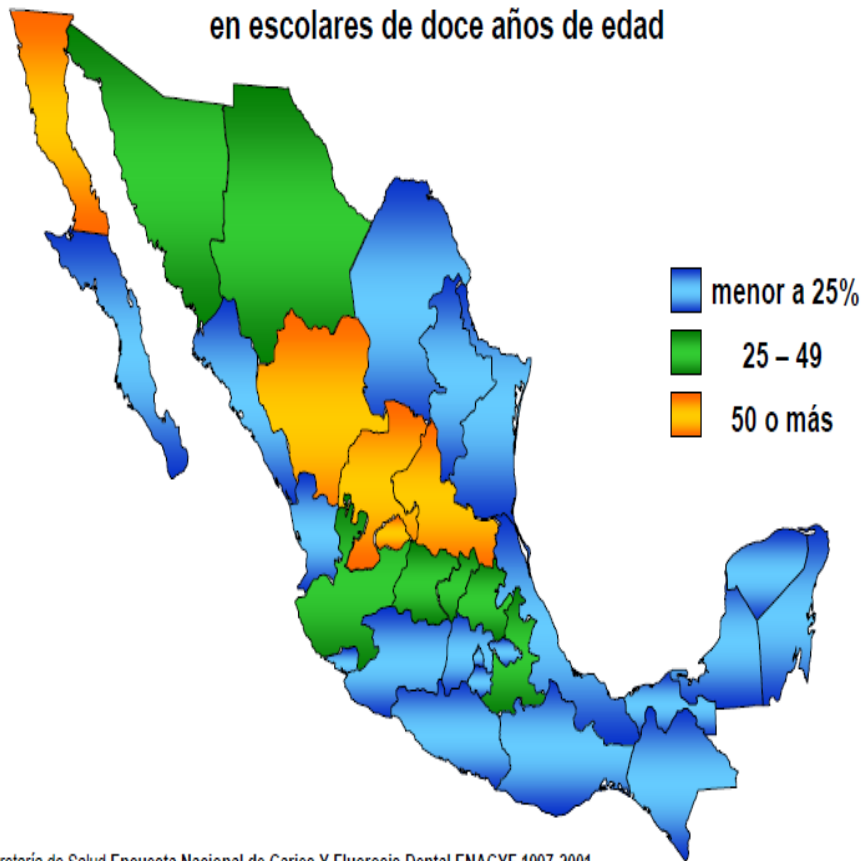 en escolares de doce años de edad
menor a 25%
25 – 49
50 o más
Salud Encuesta Nacional de Caries Y Fluorosis Dental ENACYF 1997-2001